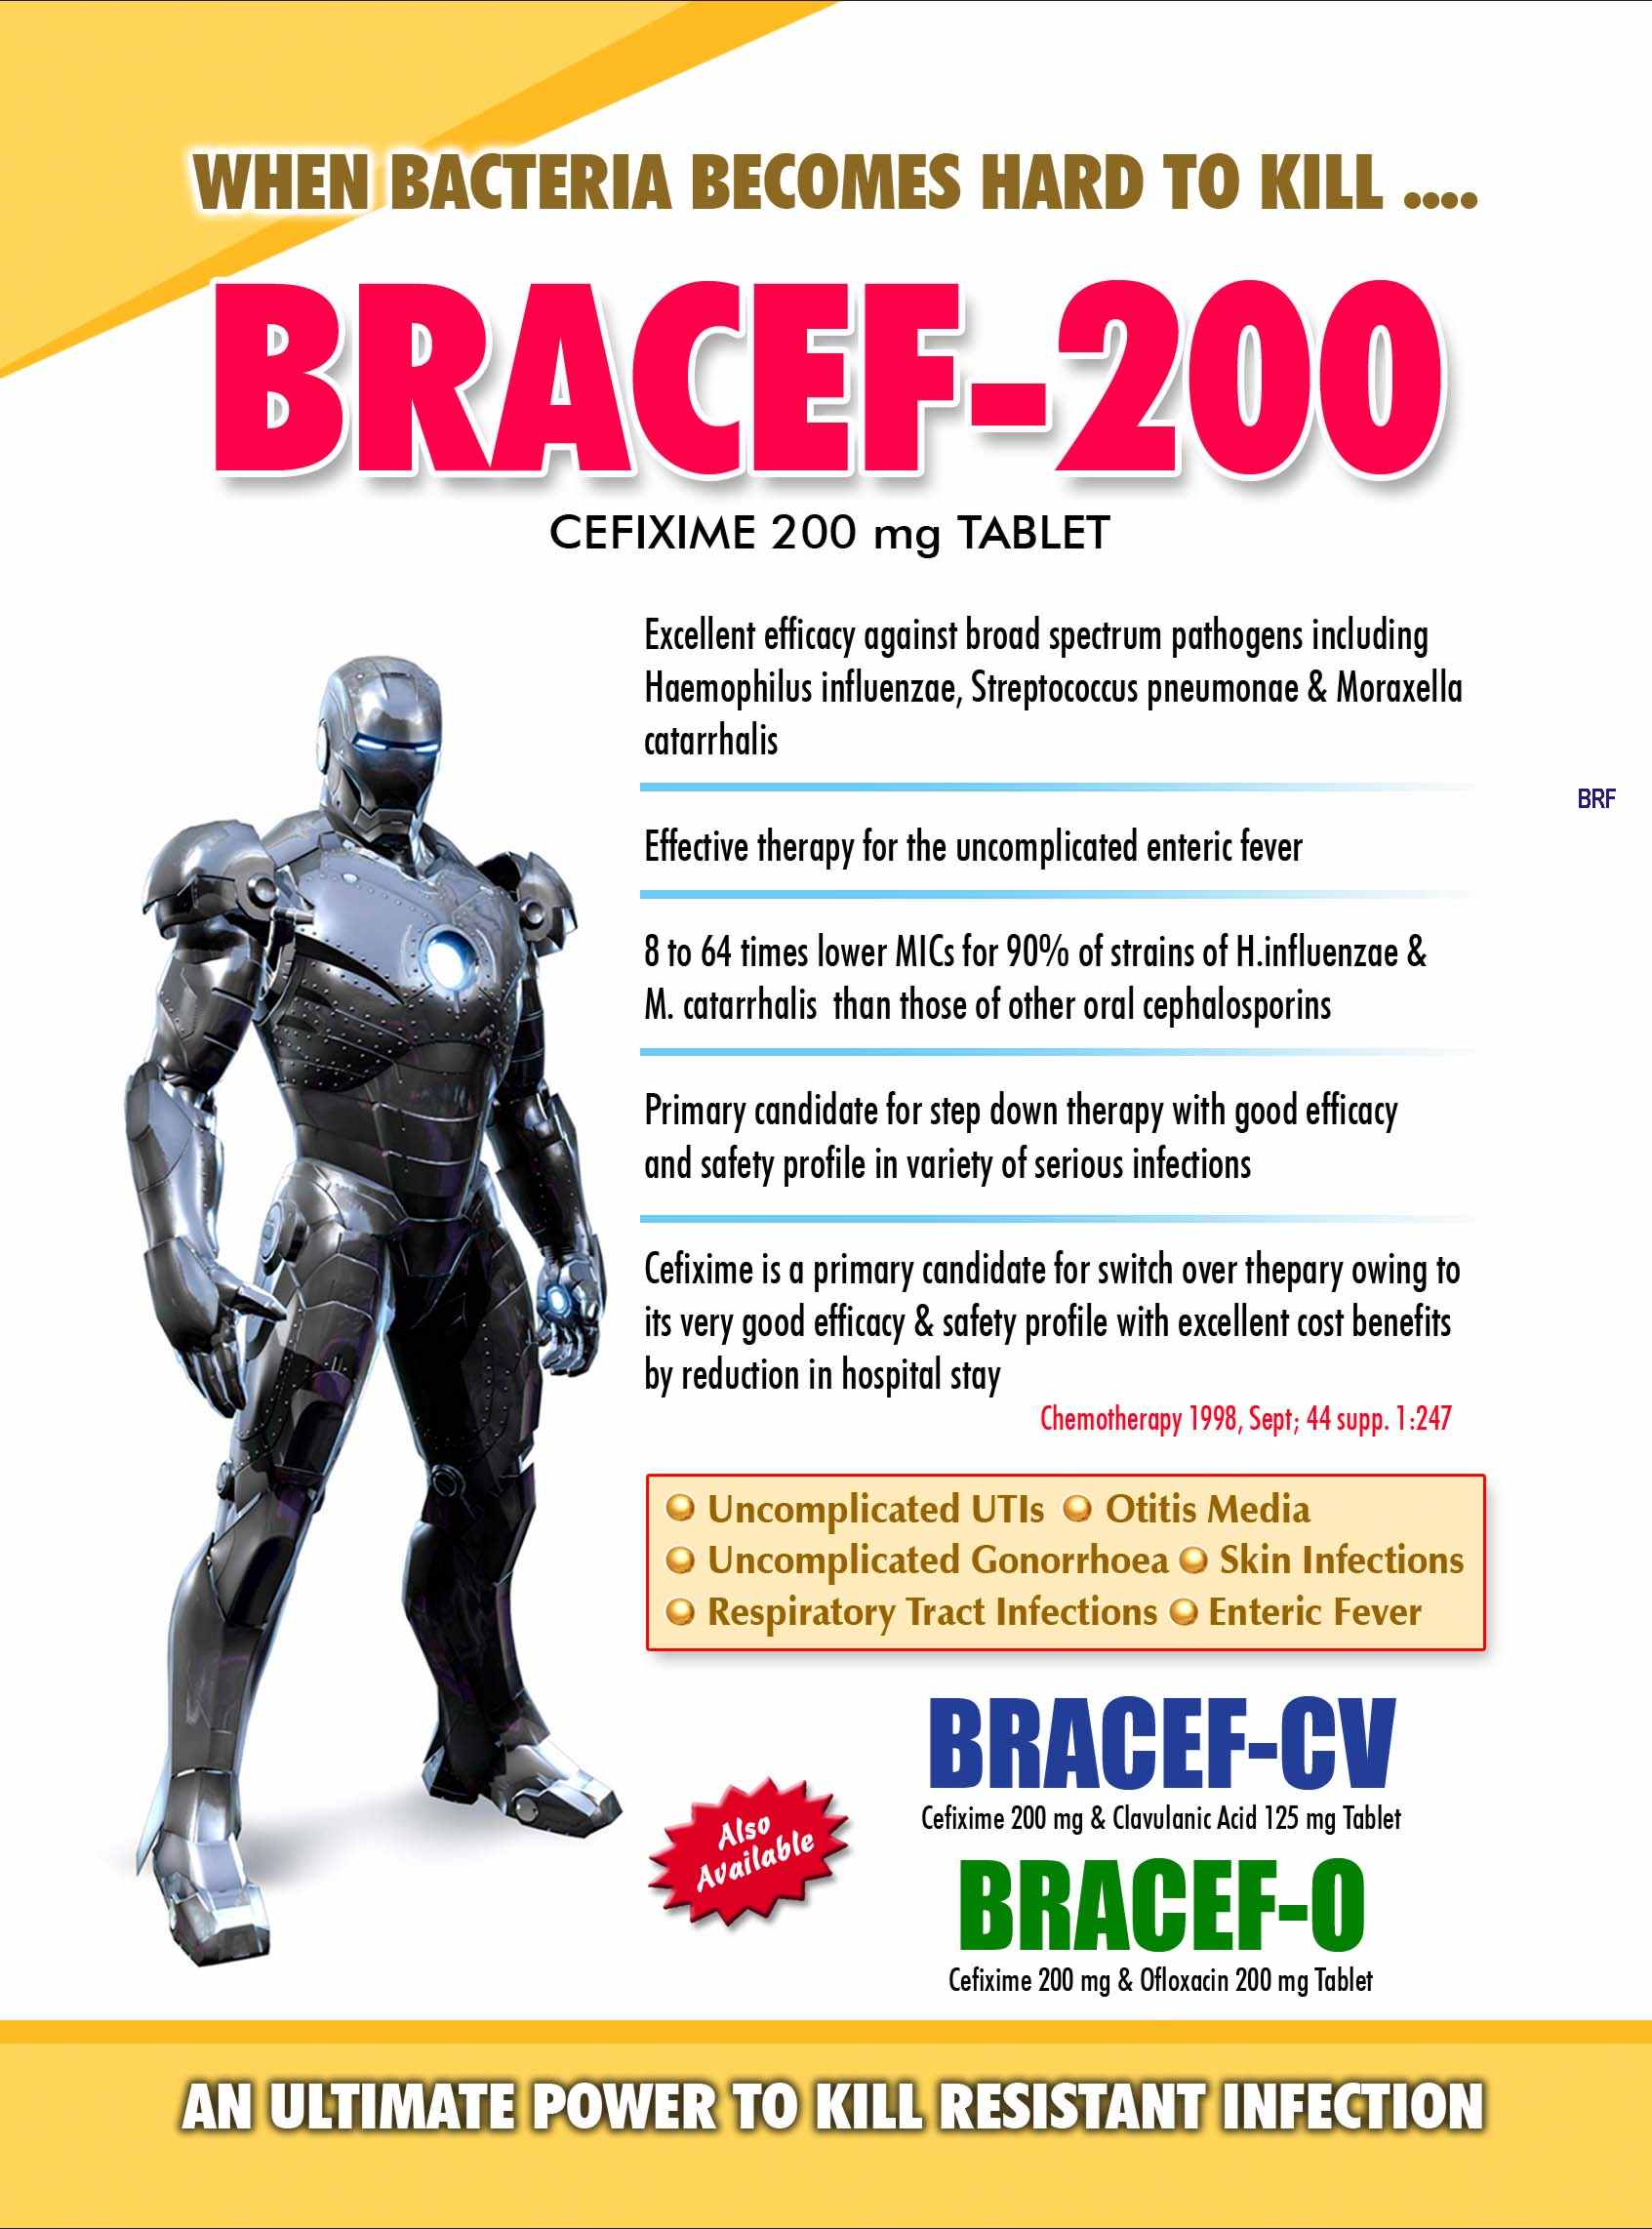 WHEN BACTERIA BECOMES HARD TO KILL ....
BRACEF-200
CEFIXIME 200 mg TABLET
Excellent efficacy against broad spectrum pathogens including
Haemophilus influenzae, Streptococcus pneumonae & Moraxella
catarrhalis
BRF
Effective therapy for the uncomplicated enteric fever
8 to 64 times lower MICs for 90% of strains of H.influenzae &
M. catarrhalis than those of other oral cephalosporins
Primary candidate for step down therapy with good efficacy
and safety profile in variety of serious infections
Cefixime is a primary candidate for switch over thepary owing to
its very good efficacy & safety profile with excellent cost benefits
by reduction in hospital stay
Chemotherapy 1998, Sept; 44 supp. 1:247
Uncomplicated UTIs Otitis Media
Uncomplicated Gonorrhoea Skin Infections
Respiratory Tract Infections Enteric Fever
Also
Available
BRACEF-CV
Cefixime 200 mg & Clavulanic Acid 125 mg Tablet
BRACEF-O
Cefixime 200 mg & Ofloxacin 200 mg Tablet
AN ULTIMATE POWER TO KILL RESISTANT INFECTION